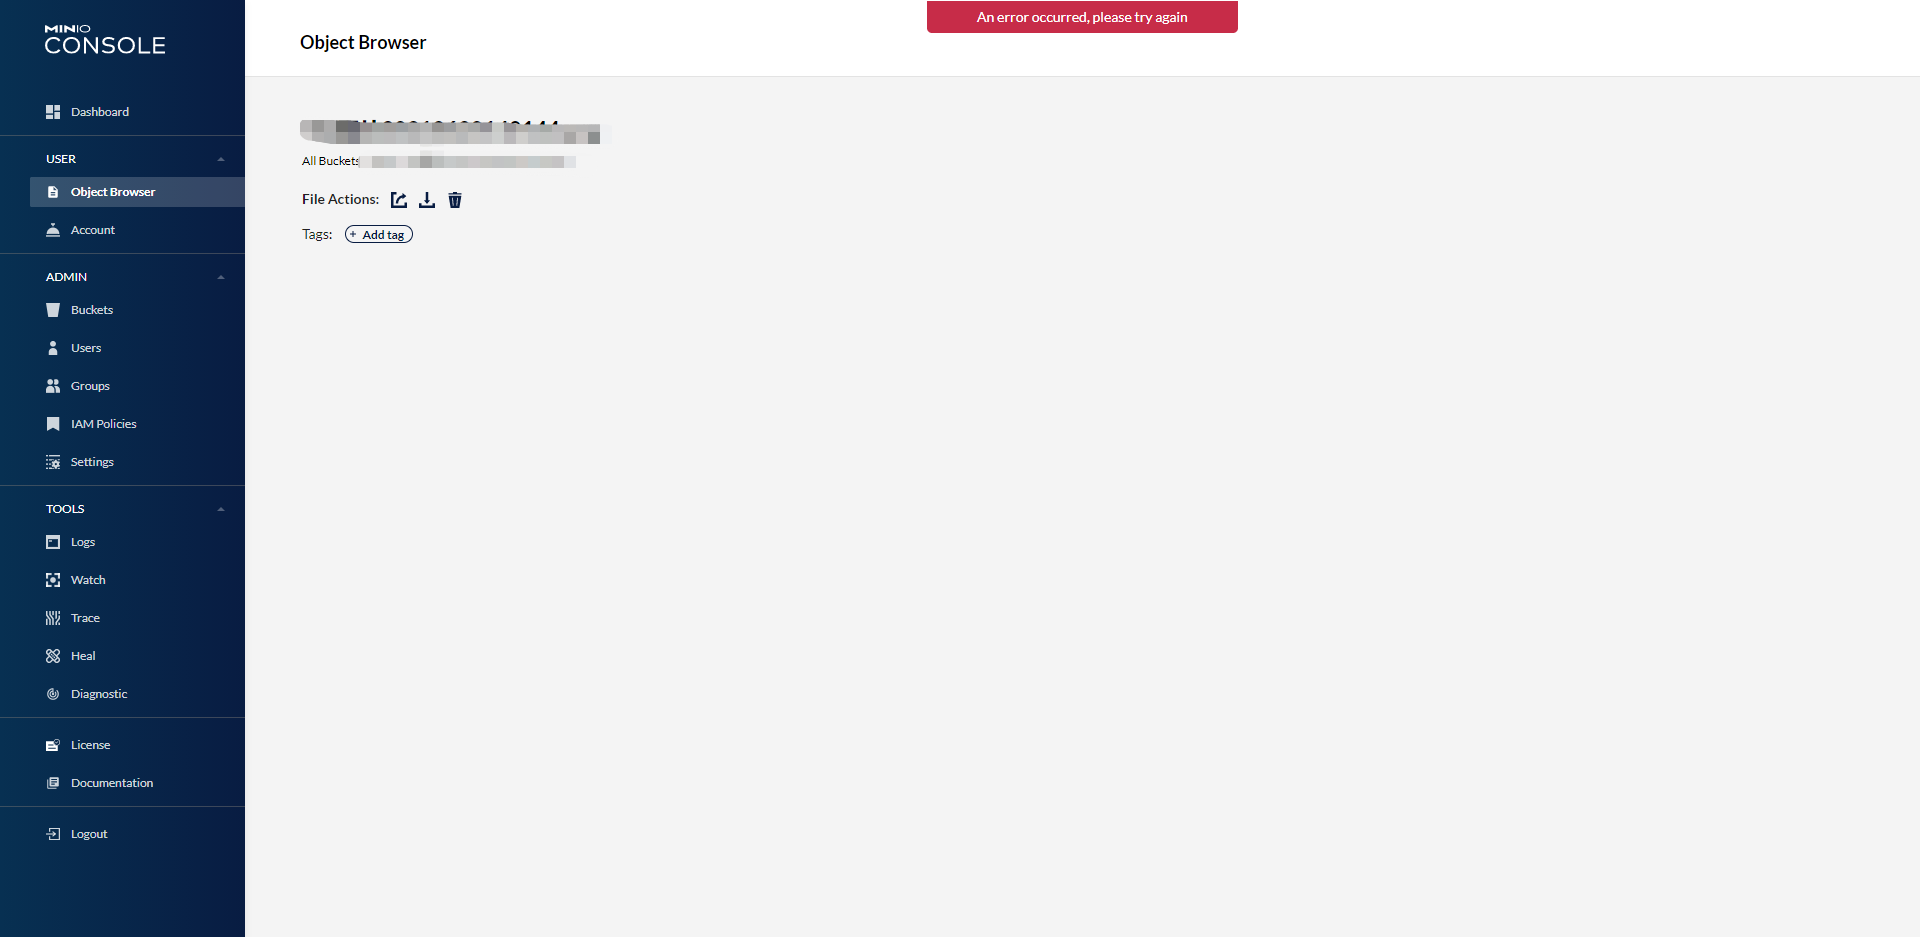 MINIO
CONSOLE
Dashboard
USER
Object Browser
Account
ADMIN
Buckets
Users
Groups
IAM Policies
Settings
TOOLS
Logs
Watch
Trace
Heal
Diagnostic
License
Documentation
Logout
An error occurred, please try again
Object Browser
All Buckets
File Actions:
Tags:
+ Add tag